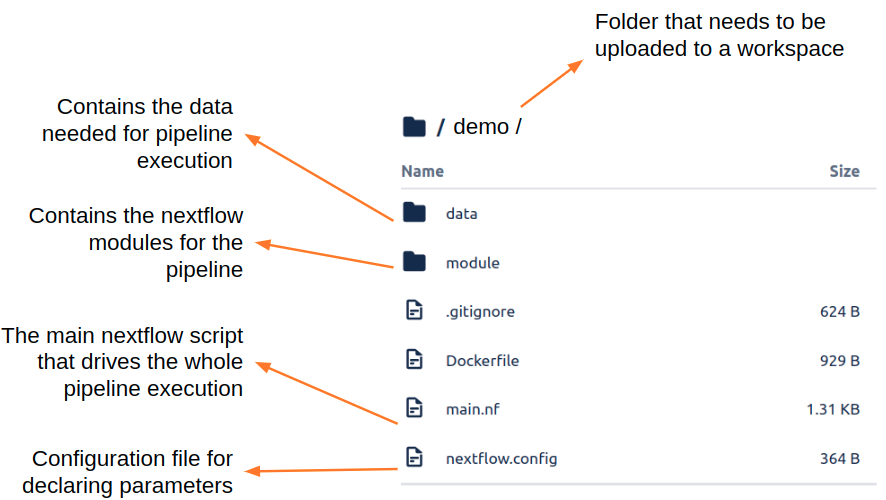 Folder that needs to be
uploaded to a workspace
/ demo /
Name Size
data
module
.gitignore 624 B
Dockerfile 929 B
main.nf 1.31 KB
nextflow.config 364 B
Contains the data
needed for pipeline
execution
Contains the nextflow
modules for the
pipeline
The main nextflow script
that drives the whole
pipeline execution
Configuration file for
declaring parameters